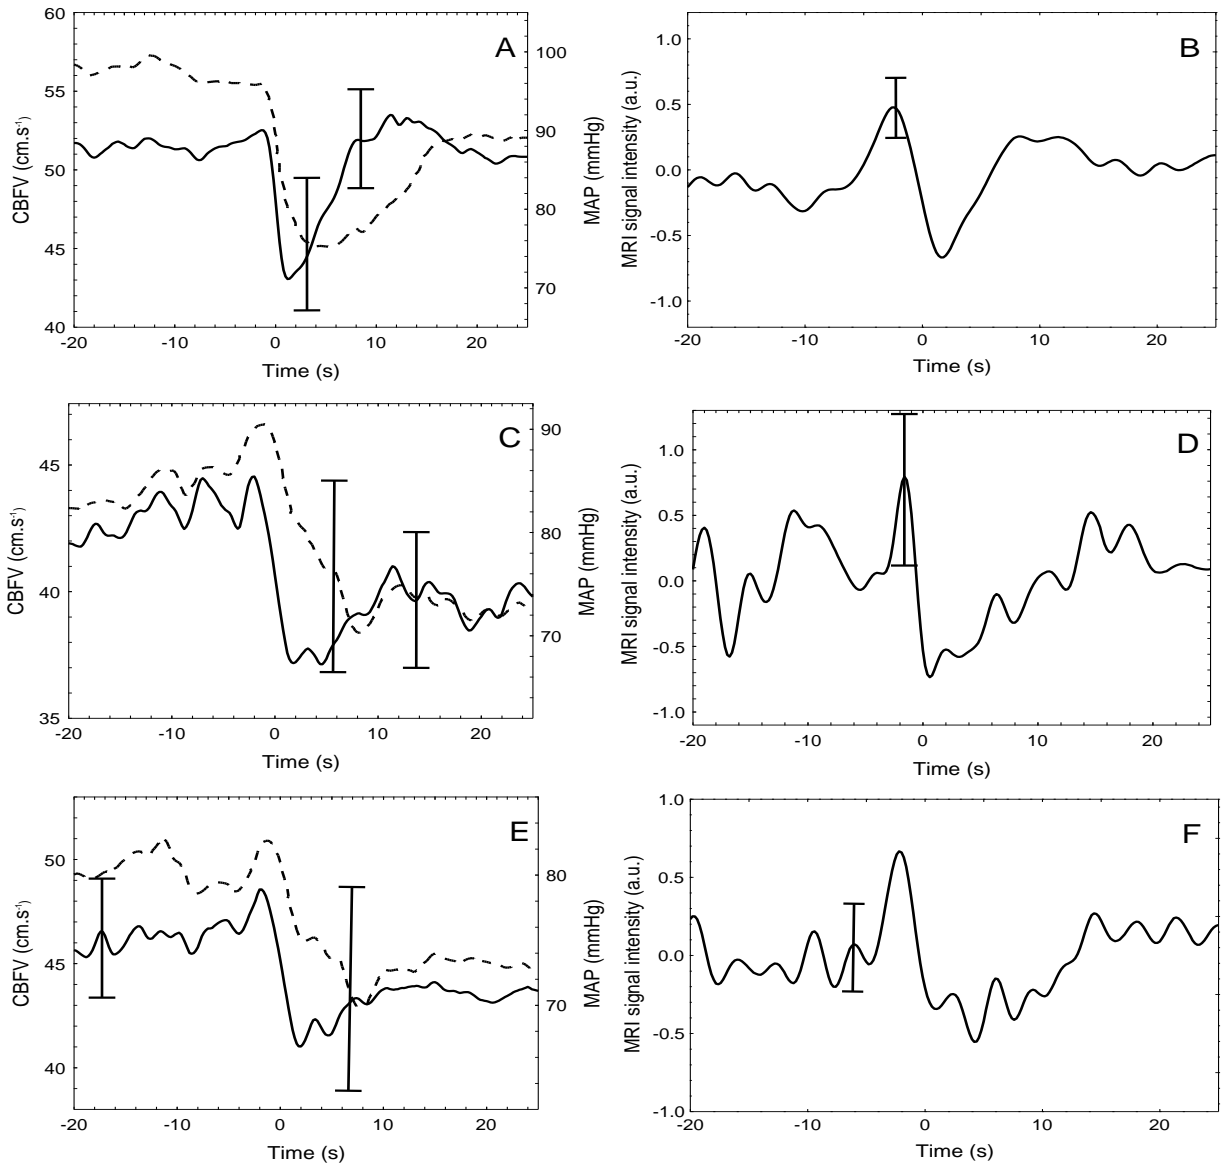 A
CBFV (cm.s⁻¹)
60
55
50
45
40
MAP (mmHg)
100
90
80
70
-20 -10 0 10 20
Time (s)
B
MRI signal intensity (a.u.)
1.0
0.5
0.0
-0.5
-1.0
-20 -10 0 10 20
Time (s)
C
CBFV (cm.s⁻¹)
45
40
35
MAP (mmHg)
90
80
70
-20 -10 0 10 20
Time (s)
D
MRI signal intensity (a.u.)
1.0
0.5
0.0
-0.5
-1.0
-20 -10 0 10 20
Time (s)
E
CBFV (cm.s⁻¹)
50
45
40
MAP (mmHg)
80
70
-20 -10 0 10 20
Time (s)
F
MRI signal intensity (a.u.)
1.0
0.5
0.0
-0.5
-1.0
-20 -10 0 10 20
Time (s)